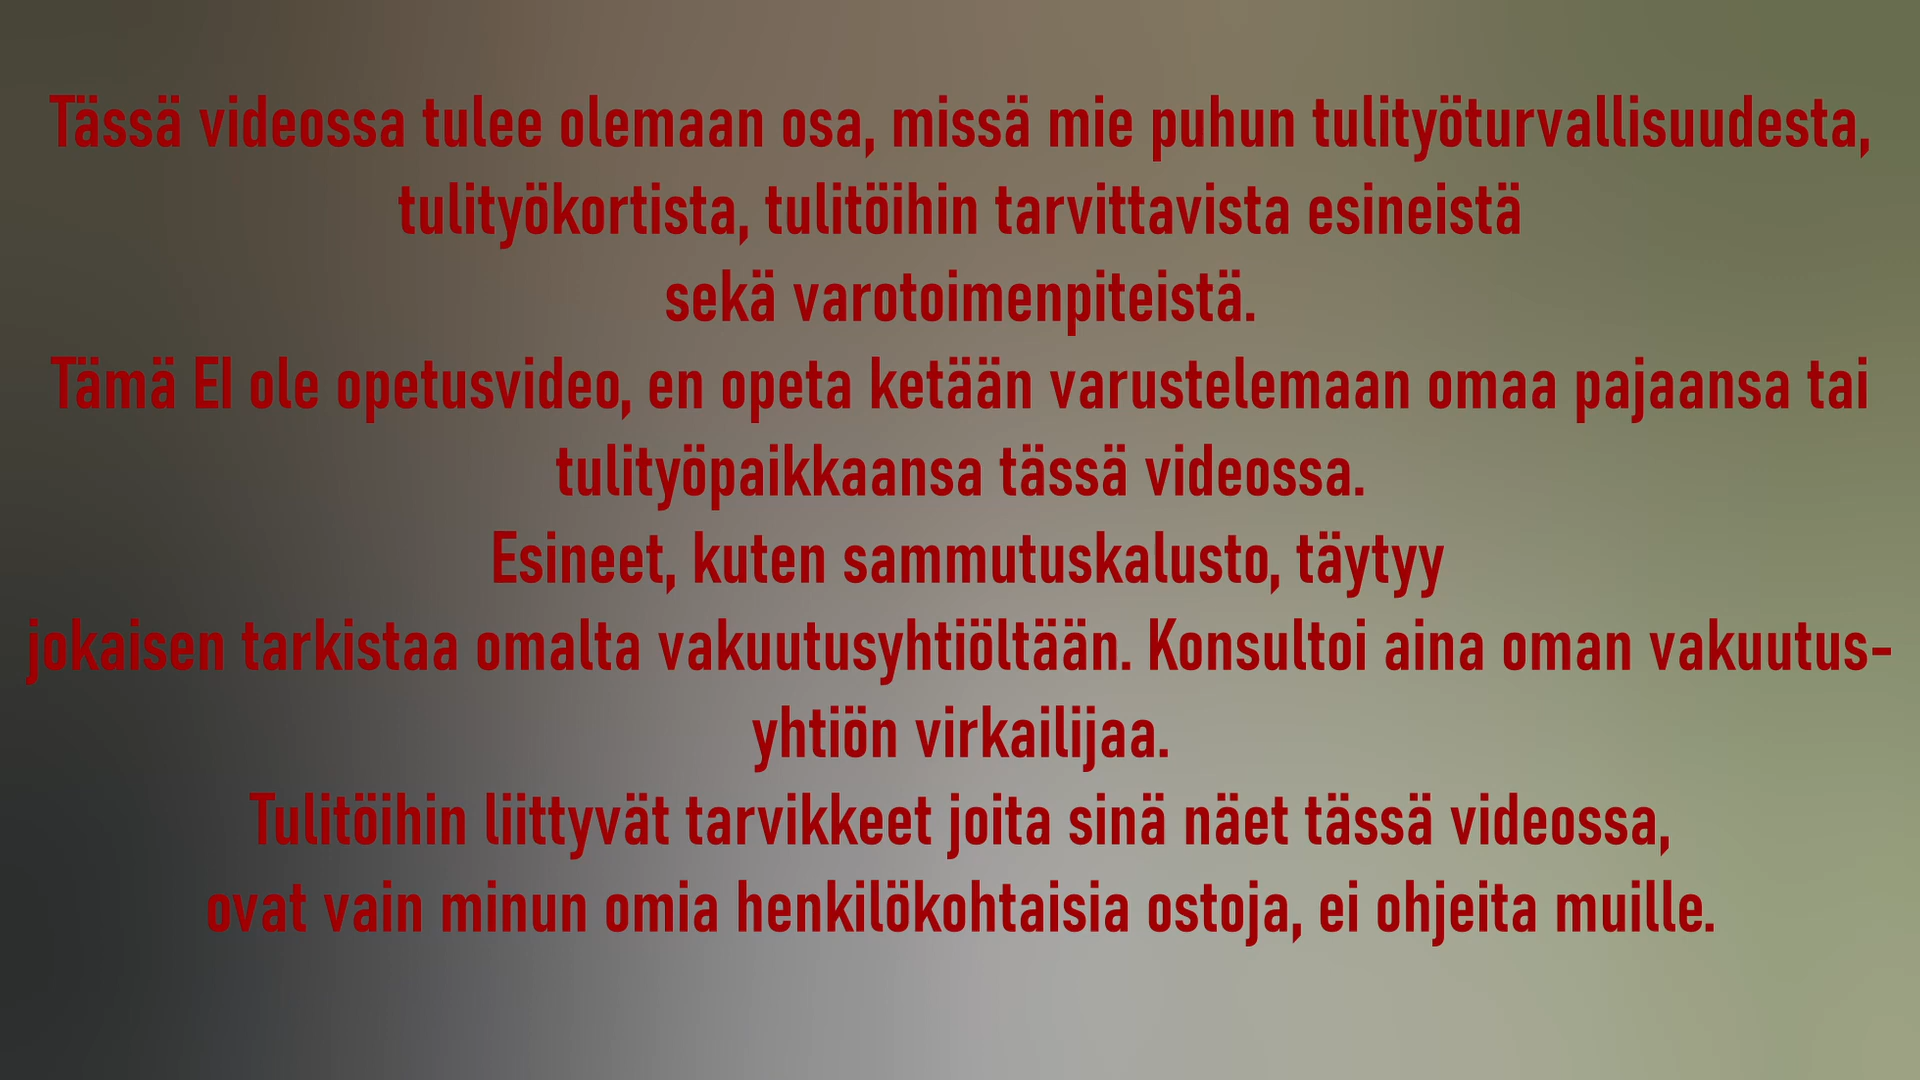 Tässä videossa tulee olemaan osa, missä mie puhun tulityöturvallisuudesta,
tulityökortista, tulitöihin tarvittavista esineistä
sekä varotoimenpiteistä.
Tämä EI ole opetusvideo, en opeta ketään varustelemaan omaa pajaansa tai
tulityöpaikkaansa tässä videossa.
Esineet, kuten sammutuskalusto, täytyy
jokaisen tarkistaa omalta vakuutusyhtiöltään. Konsultoi aina oman vakuutus-
yhtiön virkailijaa.
Tulitöihin liittyvät tarvikkeet joita sinä näet tässä videossa,
ovat vain minun omia henkilökohtaisia ostoja, ei ohjeita muille.